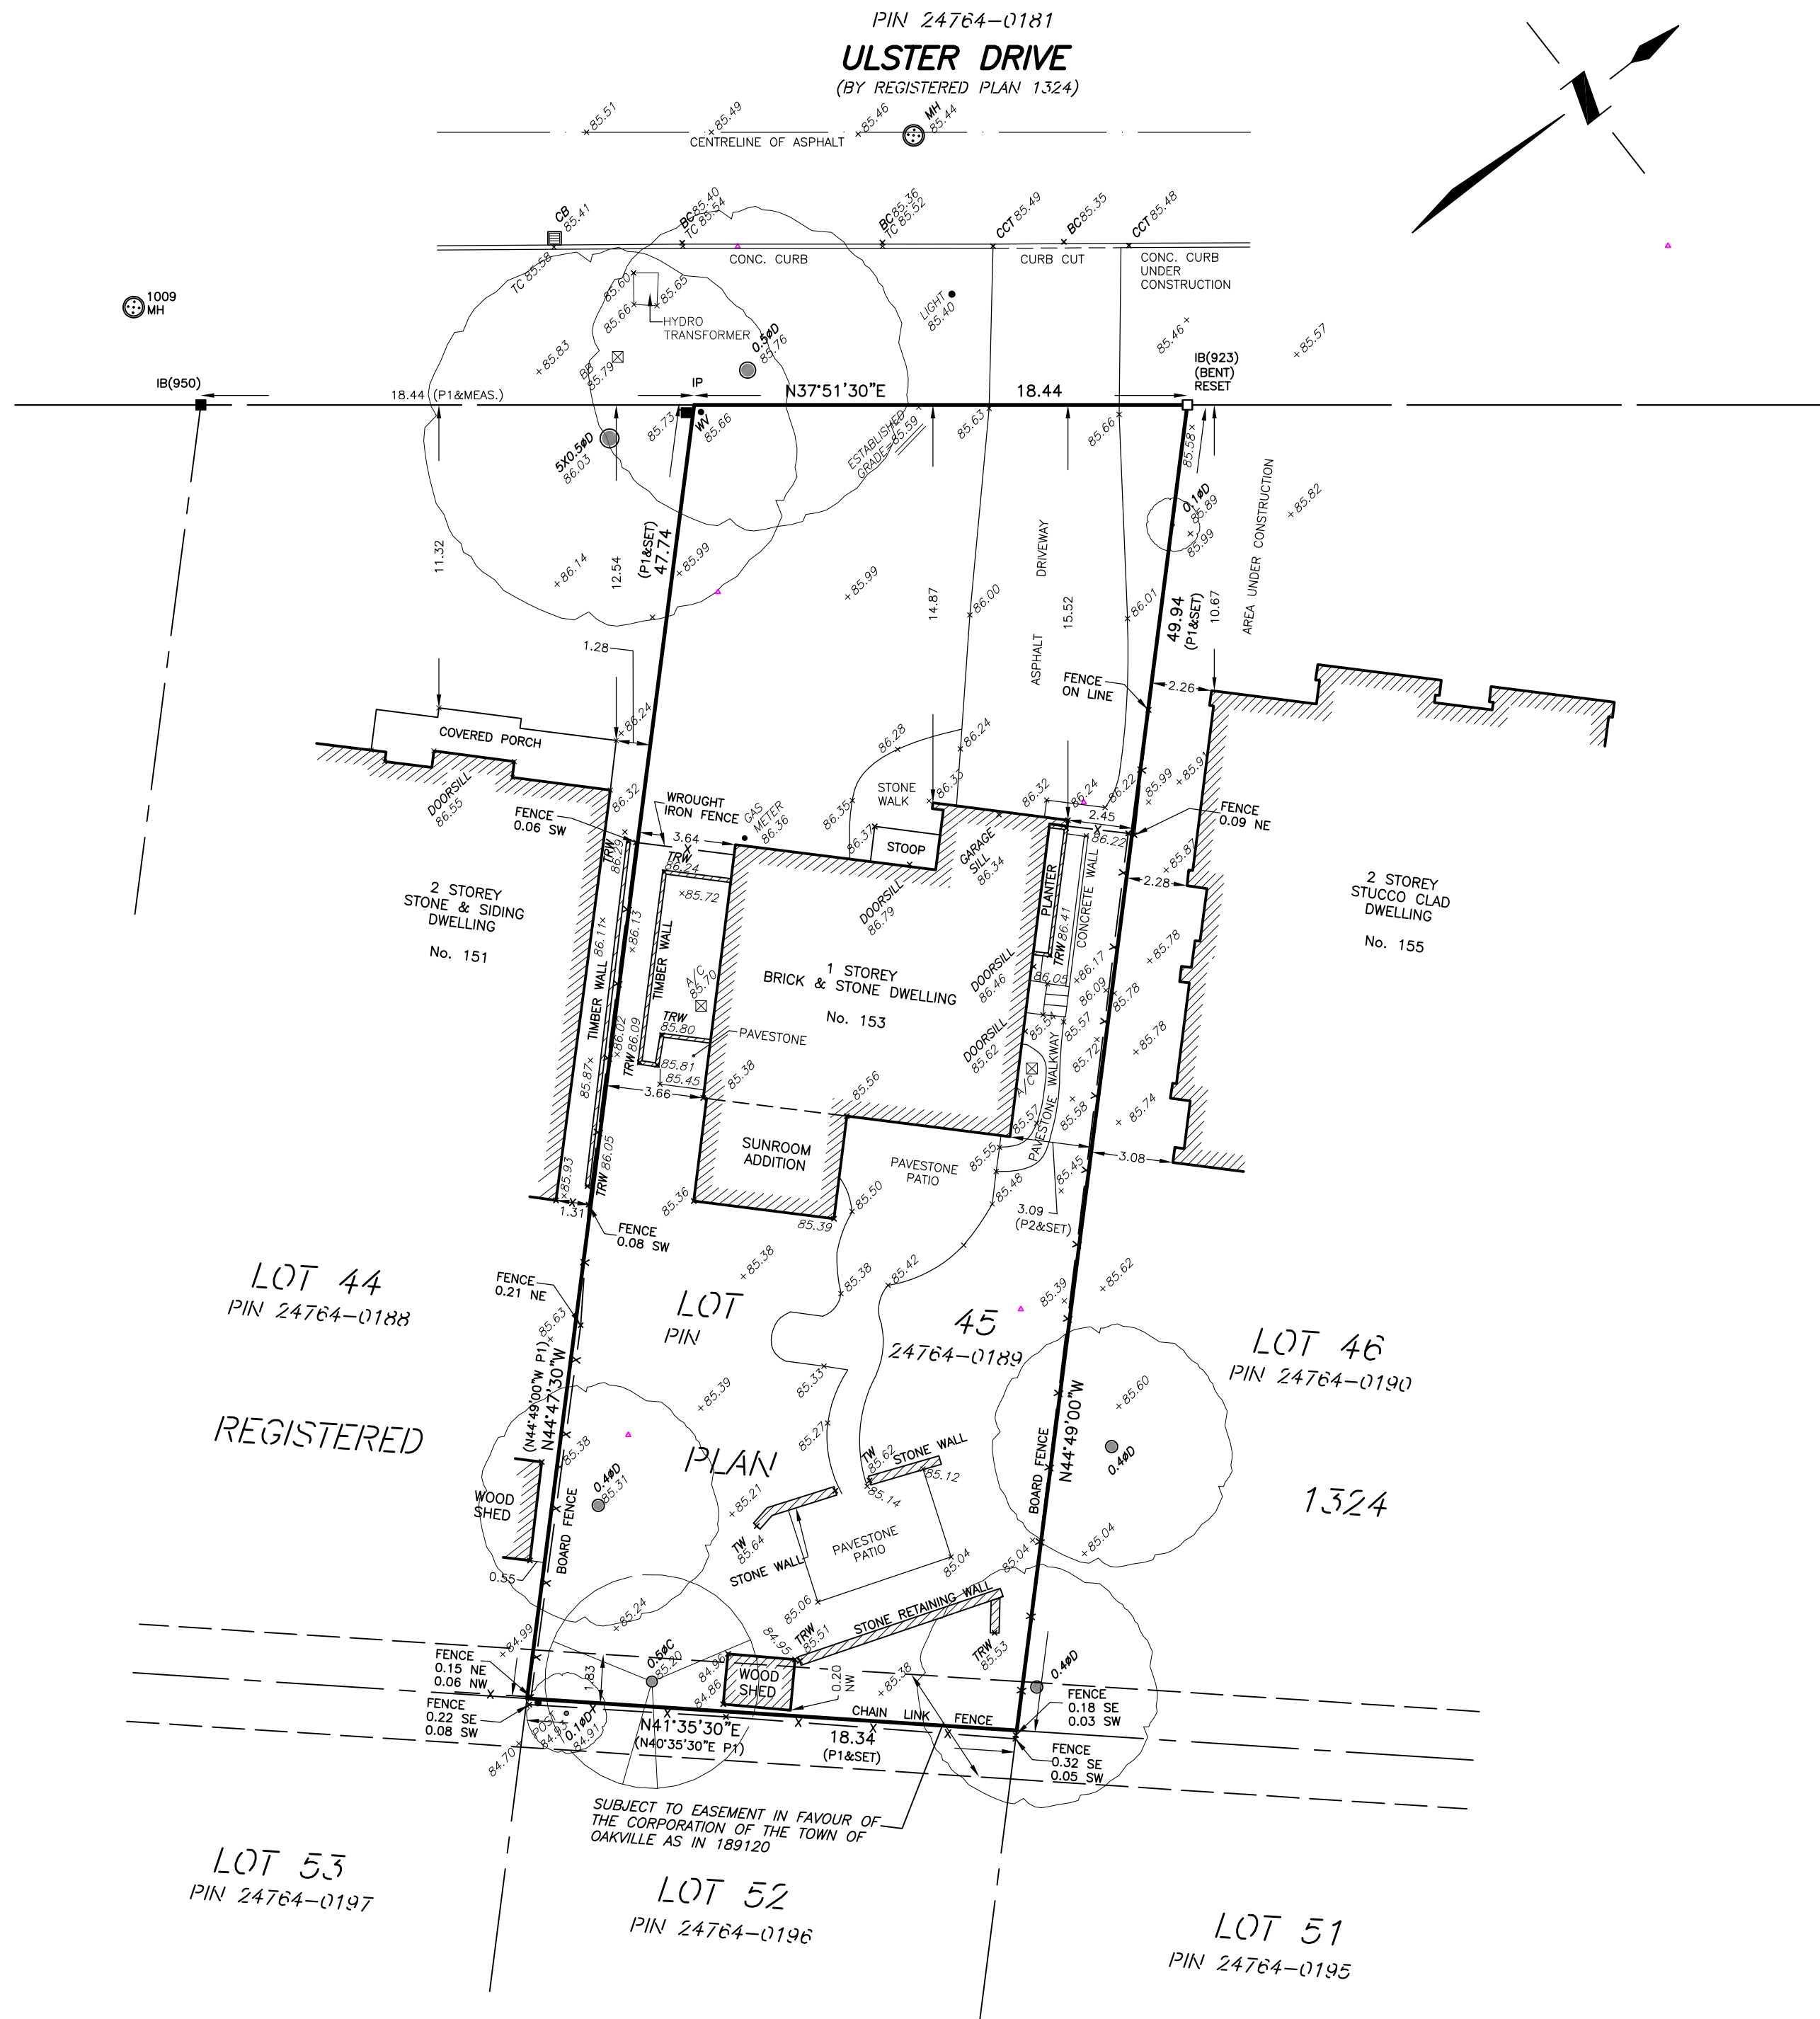 PIN 24764-0181
ULSTER DRIVE
(BY REGISTERED PLAN 1324)
+85.51
+85.49
+85.46
MH
85.44
CENTRELINE OF ASPHALT
CB
85.41
BC 85.40
TC 85.54
BC 85.36
TC 85.52
CCT 85.49
BC 85.35
CCT 85.48
TC 85.58
CONC. CURB
CURB CUT
CONC. CURB
UNDER
CONSTRUCTION
1009
MH
85.60
85.65
85.66
HYDRO
TRANSFORMER
LIGHT
85.40
85.46 +
+85.57
+85.83
BB
85.79
0.5øD
85.76
IB(950)
18.44 (P1&MEAS.)
IP
N37°51'30"E
18.44
IB(923)
(BENT)
RESET
85.73
WV
85.66
ESTABLISHED
GRADE=85.59
85.63
85.66
85.58×
5X0.5øD
86.03
0.1øD
85.89
85.99
+85.82
AREA UNDER CONSTRUCTION
11.32
12.54
(P1&SET)
47.74
+85.99
+86.14
+85.99
14.87
86.00
ASPHALT
DRIVEWAY
15.52
86.01
49.94
(P1&SET)
10.67
1.28
FENCE
ON LINE
2.26
COVERED PORCH
+86.24
86.28
86.24
DOORSILL
86.55
86.32
FENCE
0.06 SW
WROUGHT
IRON FENCE
GAS
METER
86.36
STONE
WALK
86.33
86.35
86.37
STOOP
86.32
86.24
86.22
85.99
+85.91
2.45
86.22
FENCE
0.09 NE
3.64
TRW
86.29
TRW
86.24
×85.72
GARAGE
SILL
86.34
DOORSILL
86.79
PLANTER
TRW 86.41
CONCRETE WALL
+85.87
2.28
2 STOREY
STONE & SIDING
DWELLING
No. 151
2 STOREY
STUCCO CLAD
DWELLING
No. 155
TIMBER WALL
86.11×
×86.13
TIMBER WALL
A/C
85.70
1 STOREY
BRICK & STONE DWELLING
No. 153
DOORSILL
86.46
86.05
+86.17
86.09
+85.78
85.78
TRW
85.80
PAVESTONE
DOORSILL
85.62
85.54
85.57
85.72
+85.78
×86.02
TRW 86.09
85.87×
85.81
85.45
85.38
3.66
85.56
A/C
PAVESTONE WALKWAY
85.57
85.58
+ 85.74
SUNROOM
ADDITION
PAVESTONE
PATIO
85.55
85.45
3.08
TRW 86.05
×85.93
1.31
85.36
85.39
85.50
85.48
3.09
(P2&SET)
FENCE
0.08 SW
LOT 44
PIN 24764-0188
FENCE
0.21 NE
+85.38
85.38
85.42
85.39
+85.62
85.63
LOT 45
PIN 24764-0189
LOT 46
PIN 24764-0190
(N44°49'00"W P1)
N44°47'30"W
85.33
+85.39
+85.60
N44°49'00"W
REGISTERED PLAN 1324
85.27
85.38
TW
85.62
STONE WALL
85.12
85.14
0.4øD
0.4øD
85.31
WOOD
SHED
BOARD FENCE
BOARD FENCE
+85.21
TW
85.64
STONE WALL
PAVESTONE
PATIO
85.04
85.04 +
+85.04
0.55
85.06
STONE RETAINING WALL
+85.24
+84.99
84.95
TRW
85.51
TRW
85.53
FENCE
0.15 NE
0.06 NW
1.83
0.5øC
85.20
84.96
84.86
WOOD
SHED
0.20
NW
+85.38
0.4øD
FENCE
0.18 SE
0.03 SW
FENCE
0.22 SE
0.08 SW
POST
84.93
0.1øD
84.91
84.70
N41°35'30"E
(N40°35'30"E P1)
CHAIN LINK FENCE
18.34
(P1&SET)
FENCE
0.32 SE
0.05 SW
SUBJECT TO EASEMENT IN FAVOUR OF
THE CORPORATION OF THE TOWN OF
OAKVILLE AS IN 189120
LOT 53
PIN 24764-0197
LOT 52
PIN 24764-0196
LOT 51
PIN 24764-0195